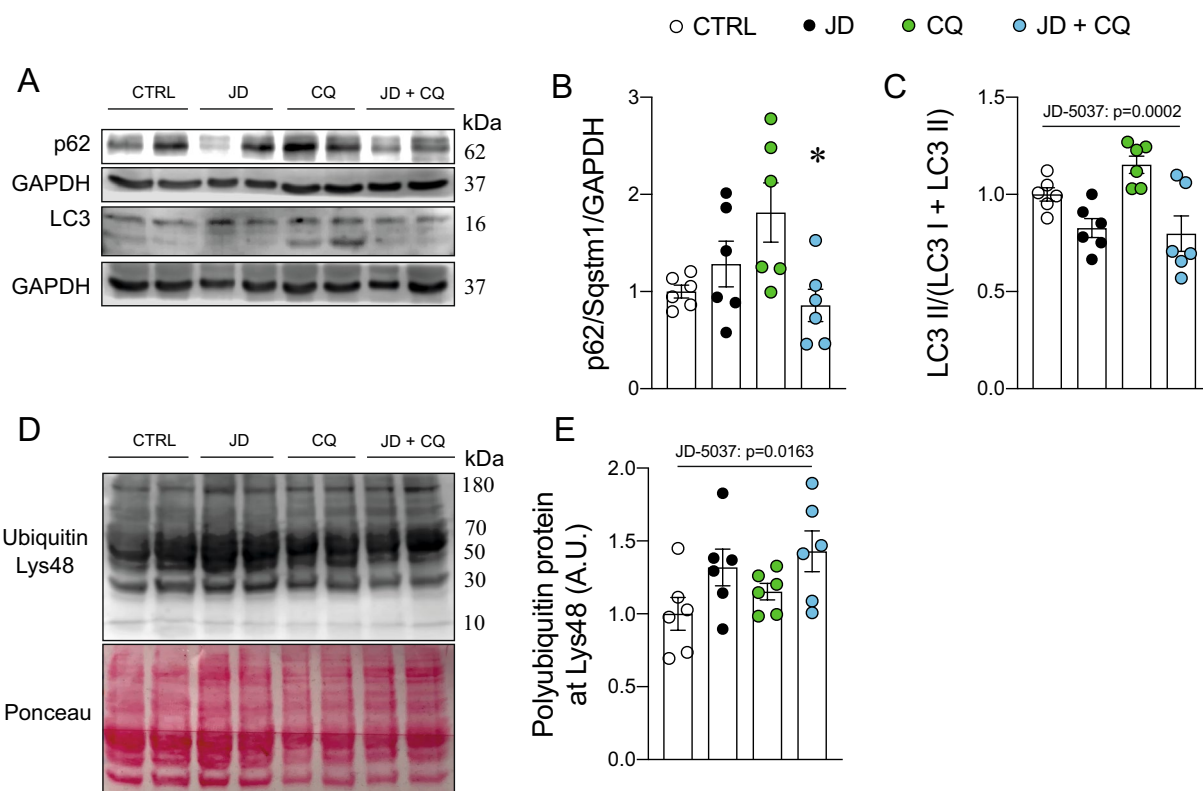 CTRL JD CQ JD + CQ
A
CTRL JD CQ JD + CQ
kDa
p62 62
GAPDH 37
LC3 16
GAPDH 37
B
p62/Sqstm1/GAPDH
3
2
1
0
*
C
LC3 II/(LC3 I + LC3 II)
1.5
1.0
0.5
0.0
JD-5037: p=0.0002
D
CTRL JD CQ JD + CQ
kDa
180
70
50
30
10
Ubiquitin
Lys48
Ponceau
E
Polyubiquitin protein
at Lys48 (A.U.)
2.0
1.5
1.0
0.5
0.0
JD-5037: p=0.0163